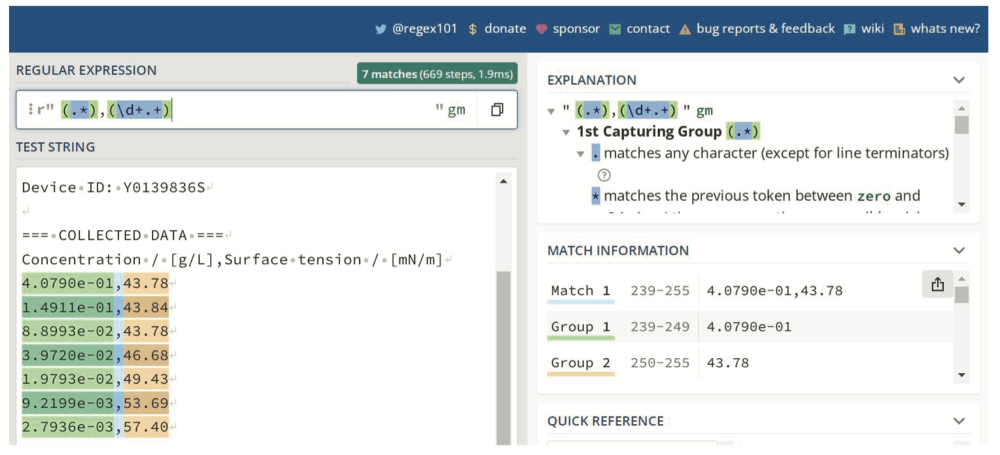 @regex101 $ donate sponsor contact bug reports & feedback wiki whats new?
REGULAR EXPRESSION
7 matches (669 steps, 1.9ms)
r" (.*),(\d+.+) " gm
TEST STRING
Device ID: Y0139836S
=== COLLECTED DATA ===
Concentration / [g/L],Surface tension / [mN/m]
4.0790e-01,43.78
1.4911e-01,43.84
8.8993e-02,43.78
3.9720e-02,46.68
1.9793e-02,49.43
9.2199e-03,53.69
2.7936e-03,57.40
EXPLANATION
" (.*),(\d+.+) " gm
1st Capturing Group (.*)
. matches any character (except for line terminators)
?
* matches the previous token between zero and
MATCH INFORMATION
Match 1 239-255 4.0790e-01,43.78
Group 1 239-249 4.0790e-01
Group 2 250-255 43.78
QUICK REFERENCE